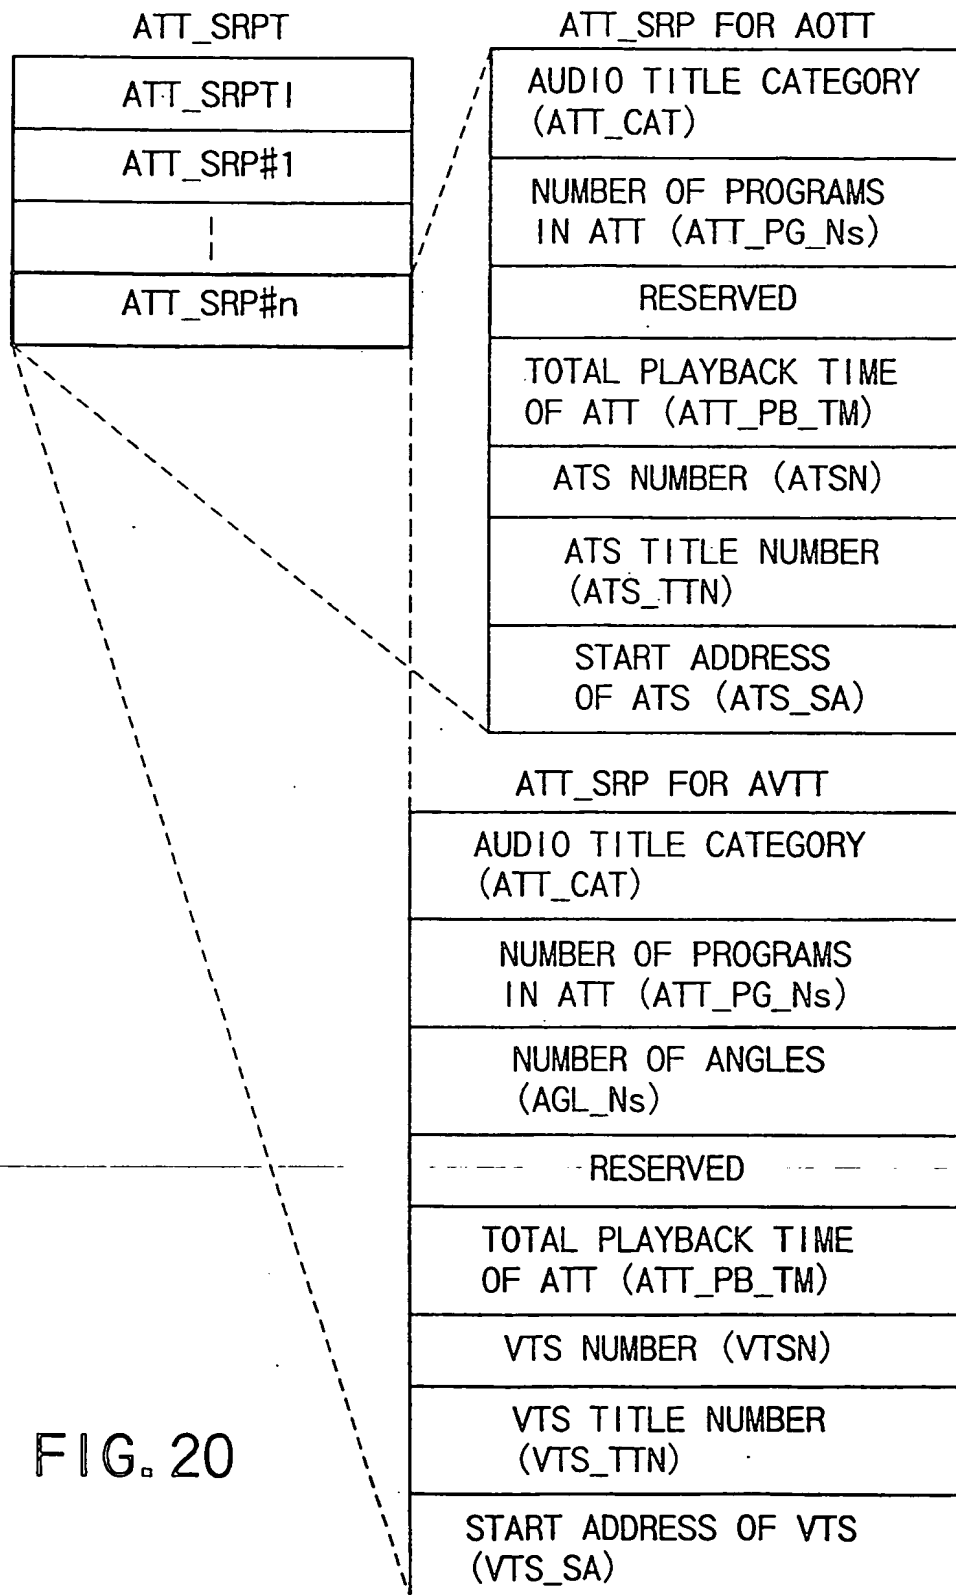 ATT_SRPT
ATT_SRPTI
ATT_SRP#1
ATT_SRP#n
ATT_SRP FOR AOTT
AUDIO TITLE CATEGORY
(ATT_CAT)
NUMBER OF PROGRAMS
IN ATT (ATT_PG_Ns)
RESERVED
TOTAL PLAYBACK TIME
OF ATT (ATT_PB_TM)
ATS NUMBER (ATSN)
ATS TITLE NUMBER
(ATS_TTN)
START ADDRESS
OF ATS (ATS_SA)
ATT_SRP FOR AVTT
AUDIO TITLE CATEGORY
(ATT_CAT)
NUMBER OF PROGRAMS
IN ATT (ATT_PG_Ns)
NUMBER OF ANGLES
(AGL_Ns)
RESERVED
TOTAL PLAYBACK TIME
OF ATT (ATT_PB_TM)
VTS NUMBER (VTSN)
VTS TITLE NUMBER
(VTS_TTN)
START ADDRESS OF VTS
(VTS_SA)
FIG. 20